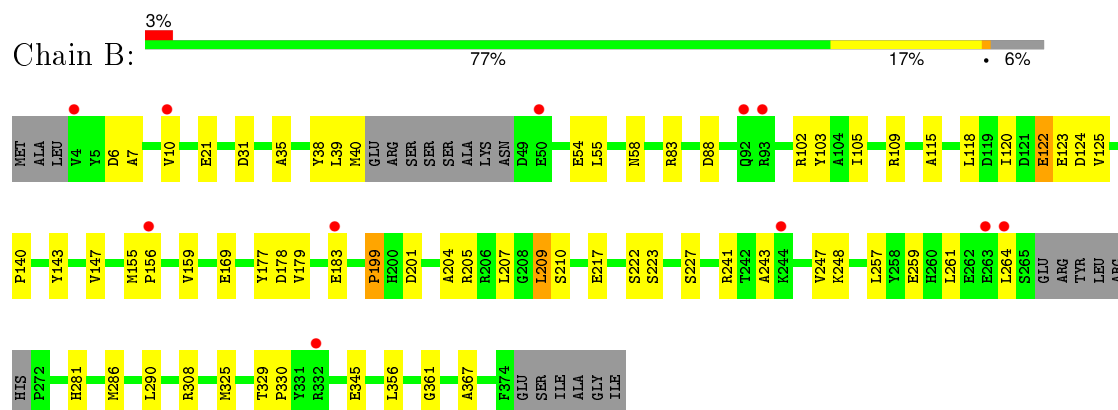 3%
Chain B:
77% 17% • 6%
MET ALA LEU V4 Y5 D6 A7 V10 E21 D31 A35 Y38 L39 M40 GLU ARG SER SER SER ALA LYS ASN D49 E50 E54 L55 N58 R83 D88 Q92 R93 R102 Y103 A104 I105 R109 A115 L118 D119 I120 D121 E122 E123 D124 V125
P140 Y143 V147 M155 P156 V159 E169 Y177 D178 V179 E183 P199 H200 D201 A204 R205 R206 L207 G208 L209 S210 E217 S222 S223 S227 R241 T242 A243 K244 V247 K248 L257 Y258 E259 H260 L261 E262 E263 L264 S265 GLU ARG TYR LEU ARG
HIS P272 H281 M286 L290 R308 M325 T329 P330 Y331 R332 E345 L356 G361 A367 F374 GLU SER ILE ALA GLY ILE